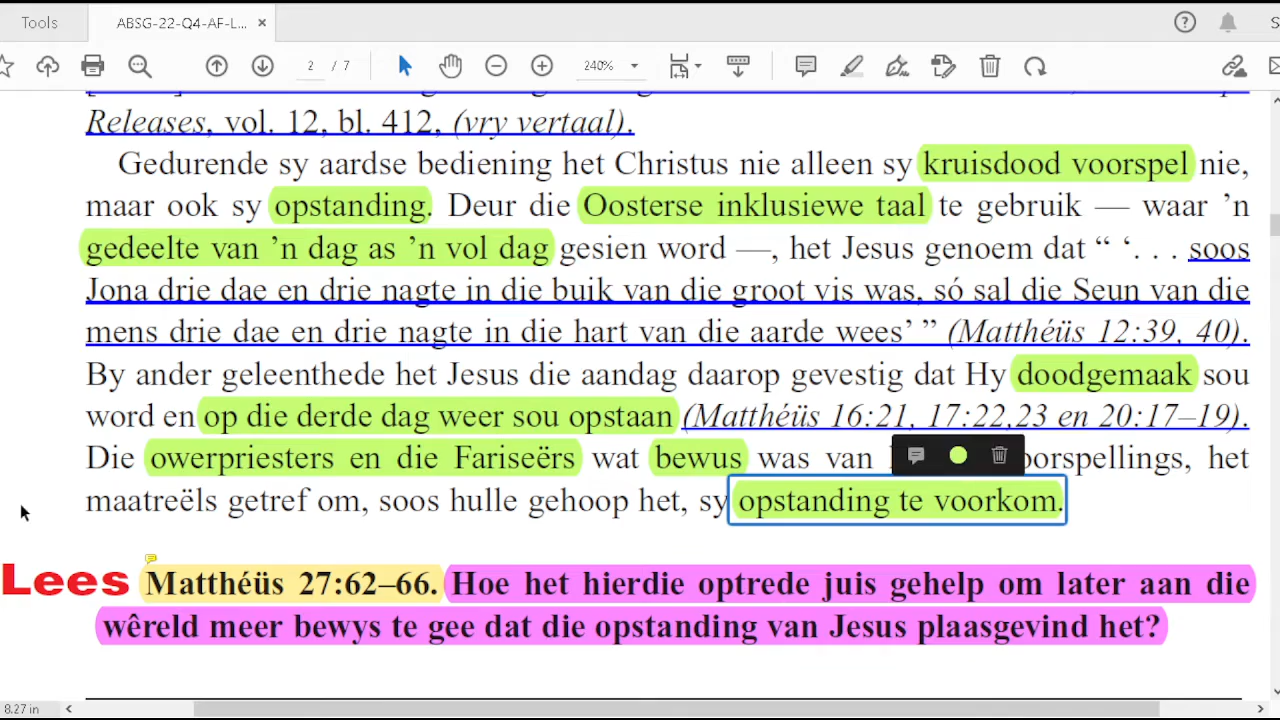 Tools
ABSG-22-Q4-AF-L... ×
2 / 7
240%
Releases, vol. 12, bl. 412, (vry vertaal).
Gedurende sy aardse bediening het Christus nie alleen sy kruisdood voorspel nie,
maar ook sy opstanding. Deur die Oosterse inklusiewe taal te gebruik — waar ’n
gedeelte van ’n dag as ’n vol dag gesien word —, het Jesus genoem dat “ ‘. . . soos
Jona drie dae en drie nagte in die buik van die groot vis was, só sal die Seun van die
mens drie dae en drie nagte in die hart van die aarde wees’ ” (Matthéüs 12:39, 40).
By ander geleenthede het Jesus die aandag daarop gevestig dat Hy doodgemaak sou
word en op die derde dag weer sou opstaan (Matthéüs 16:21, 17:22,23 en 20:17–19).
Die owerpriesters en die Fariseërs wat bewus was van oorspellings, het
maatreëls getref om, soos hulle gehoop het, sy opstanding te voorkom.
Lees Matthéüs 27:62–66. Hoe het hierdie optrede juis gehelp om later aan die
wêreld meer bewys te gee dat die opstanding van Jesus plaasgevind het?
8.27 in